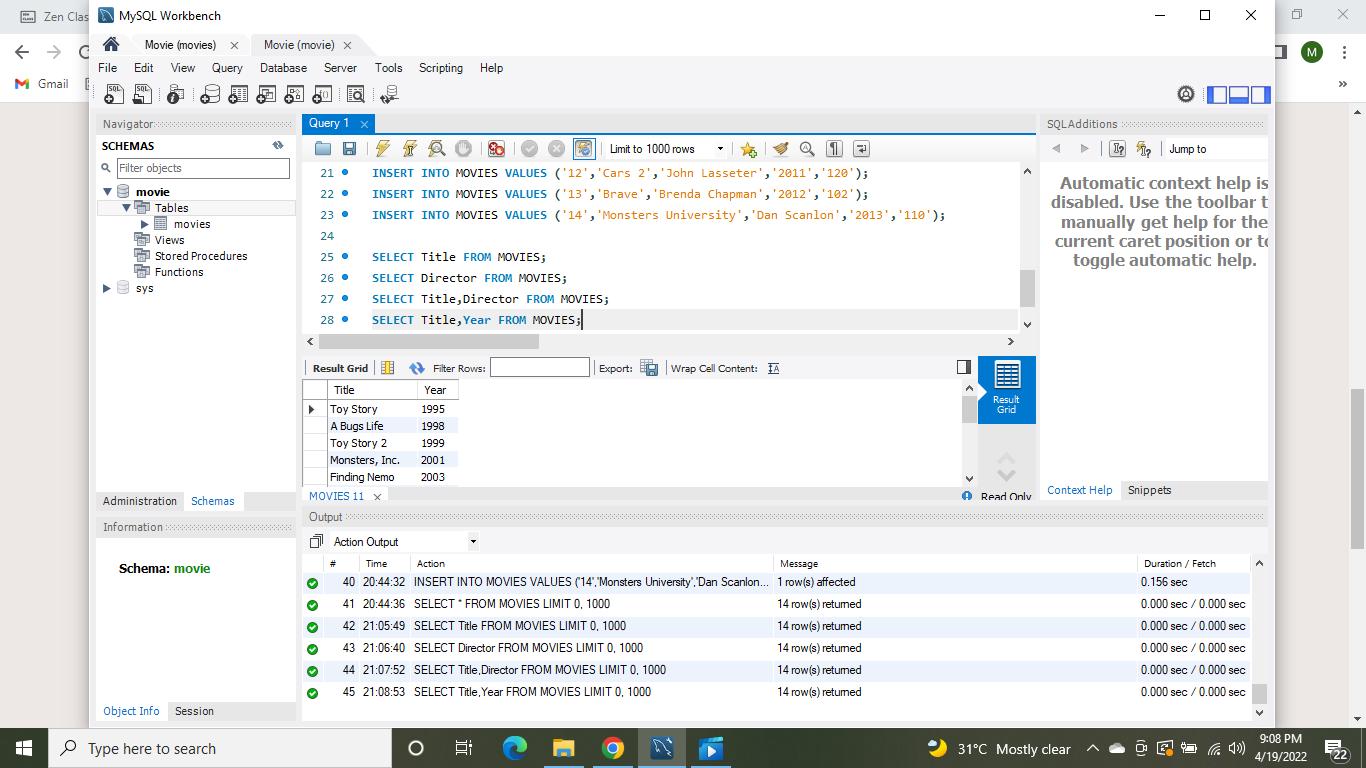 Zen Clas
MySQL Workbench
Movie (movies)
Movie (movie)
File Edit View Query Database Server Tools Scripting Help
M
Gmail
»
Navigator
SCHEMAS
Filter objects
movie
Tables
movies
Views
Stored Procedures
Functions
sys
Administration Schemas
Information
Schema: movie
Object Info Session
Query 1
Limit to 1000 rows
21 INSERT INTO MOVIES VALUES ('12','Cars 2','John Lasseter','2011','120');
22 INSERT INTO MOVIES VALUES ('13','Brave','Brenda Chapman','2012','102');
23 INSERT INTO MOVIES VALUES ('14','Monsters University','Dan Scanlon','2013','110');
24
25 SELECT Title FROM MOVIES;
26 SELECT Director FROM MOVIES;
27 SELECT Title,Director FROM MOVIES;
28 SELECT Title,Year FROM MOVIES;
Result Grid Filter Rows: Export: Wrap Cell Content:
Title Year
Toy Story 1995
A Bugs Life 1998
Toy Story 2 1999
Monsters, Inc. 2001
Finding Nemo 2003
Result
Grid
MOVIES 11
Read Only
SQLAdditions
Jump to
Automatic context help is
disabled. Use the toolbar t
manually get help for the
current caret position or to
toggle automatic help.
Context Help Snippets
Output
Action Output
# Time Action Message Duration / Fetch
40 20:44:32 INSERT INTO MOVIES VALUES ('14','Monsters University','Dan Scanlon... 1 row(s) affected 0.156 sec
41 20:44:36 SELECT * FROM MOVIES LIMIT 0, 1000 14 row(s) returned 0.000 sec / 0.000 sec
42 21:05:49 SELECT Title FROM MOVIES LIMIT 0, 1000 14 row(s) returned 0.000 sec / 0.000 sec
43 21:06:40 SELECT Director FROM MOVIES LIMIT 0, 1000 14 row(s) returned 0.000 sec / 0.000 sec
44 21:07:52 SELECT Title,Director FROM MOVIES LIMIT 0, 1000 14 row(s) returned 0.000 sec / 0.000 sec
45 21:08:53 SELECT Title,Year FROM MOVIES LIMIT 0, 1000 14 row(s) returned 0.000 sec / 0.000 sec
Type here to search
31°C Mostly clear
9:08 PM
4/19/2022
22